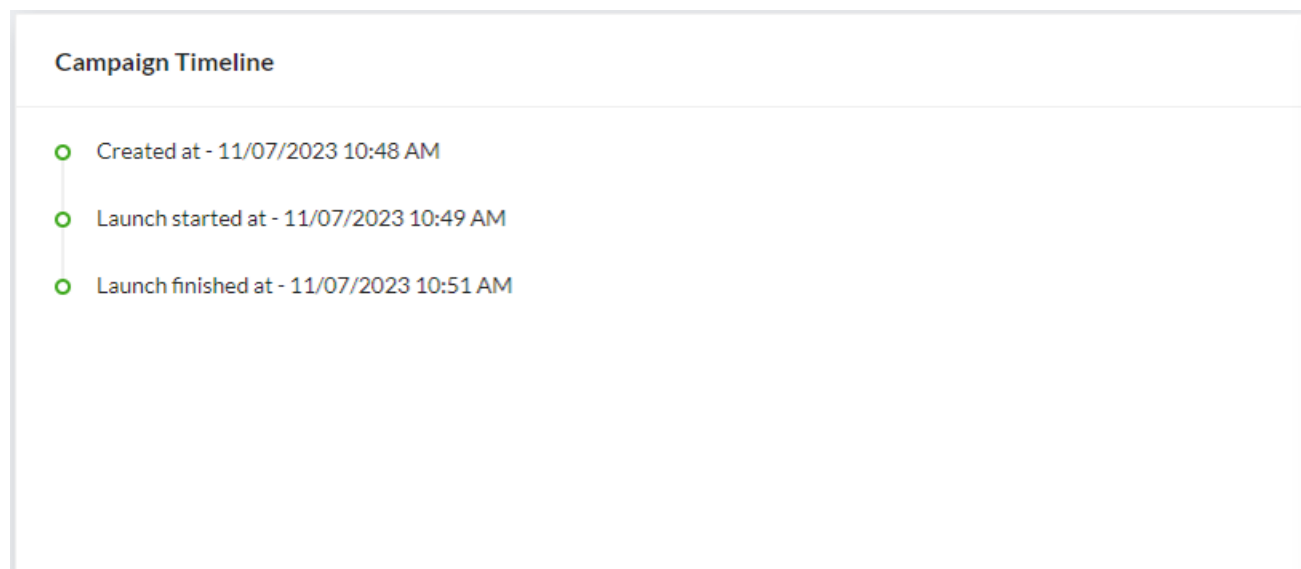 Campaign Timeline
Created at - 11/07/2023 10:48 AM
Launch started at - 11/07/2023 10:49 AM
Launch finished at - 11/07/2023 10:51 AM